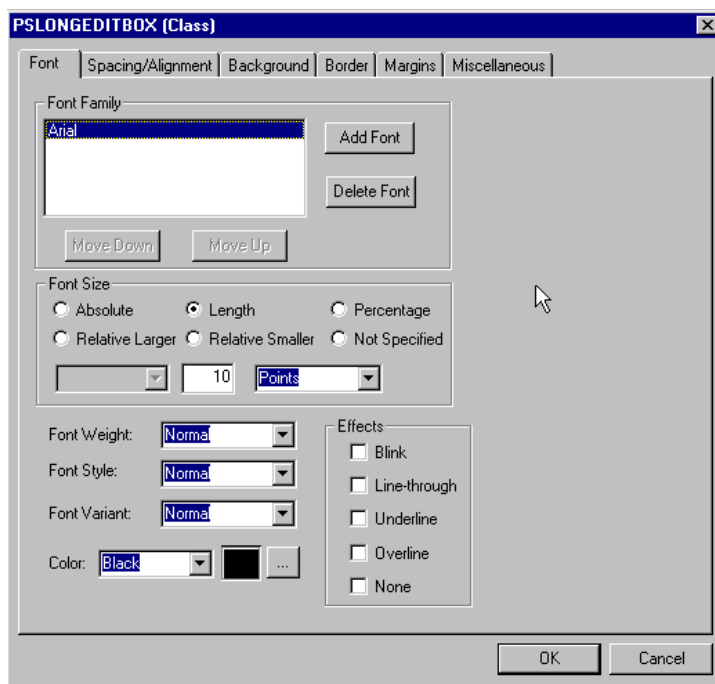 PSLONGEDITBOX (Class)
Font Spacing/Alignment Background Border Margins Miscellaneous
Font Family
Arial
Add Font
Delete Font
Move Down Move Up
Font Size
Absolute Length Percentage
Relative Larger Relative Smaller Not Specified
10 Points
Font Weight: Normal
Font Style: Normal
Font Variant: Normal
Color: Black ...
Effects
Blink
Line-through
Underline
Overline
None
OK Cancel